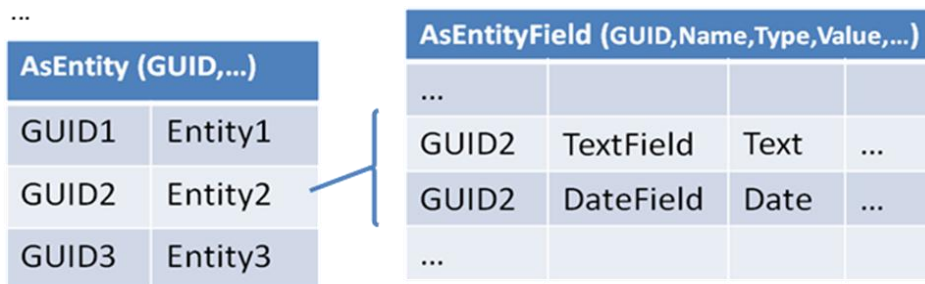 ...
AsEntity (GUID,...)
GUID1 Entity1
GUID2 Entity2
GUID3 Entity3
AsEntityField (GUID,Name,Type,Value,...)
...
GUID2 TextField Text ...
GUID2 DateField Date ...
...